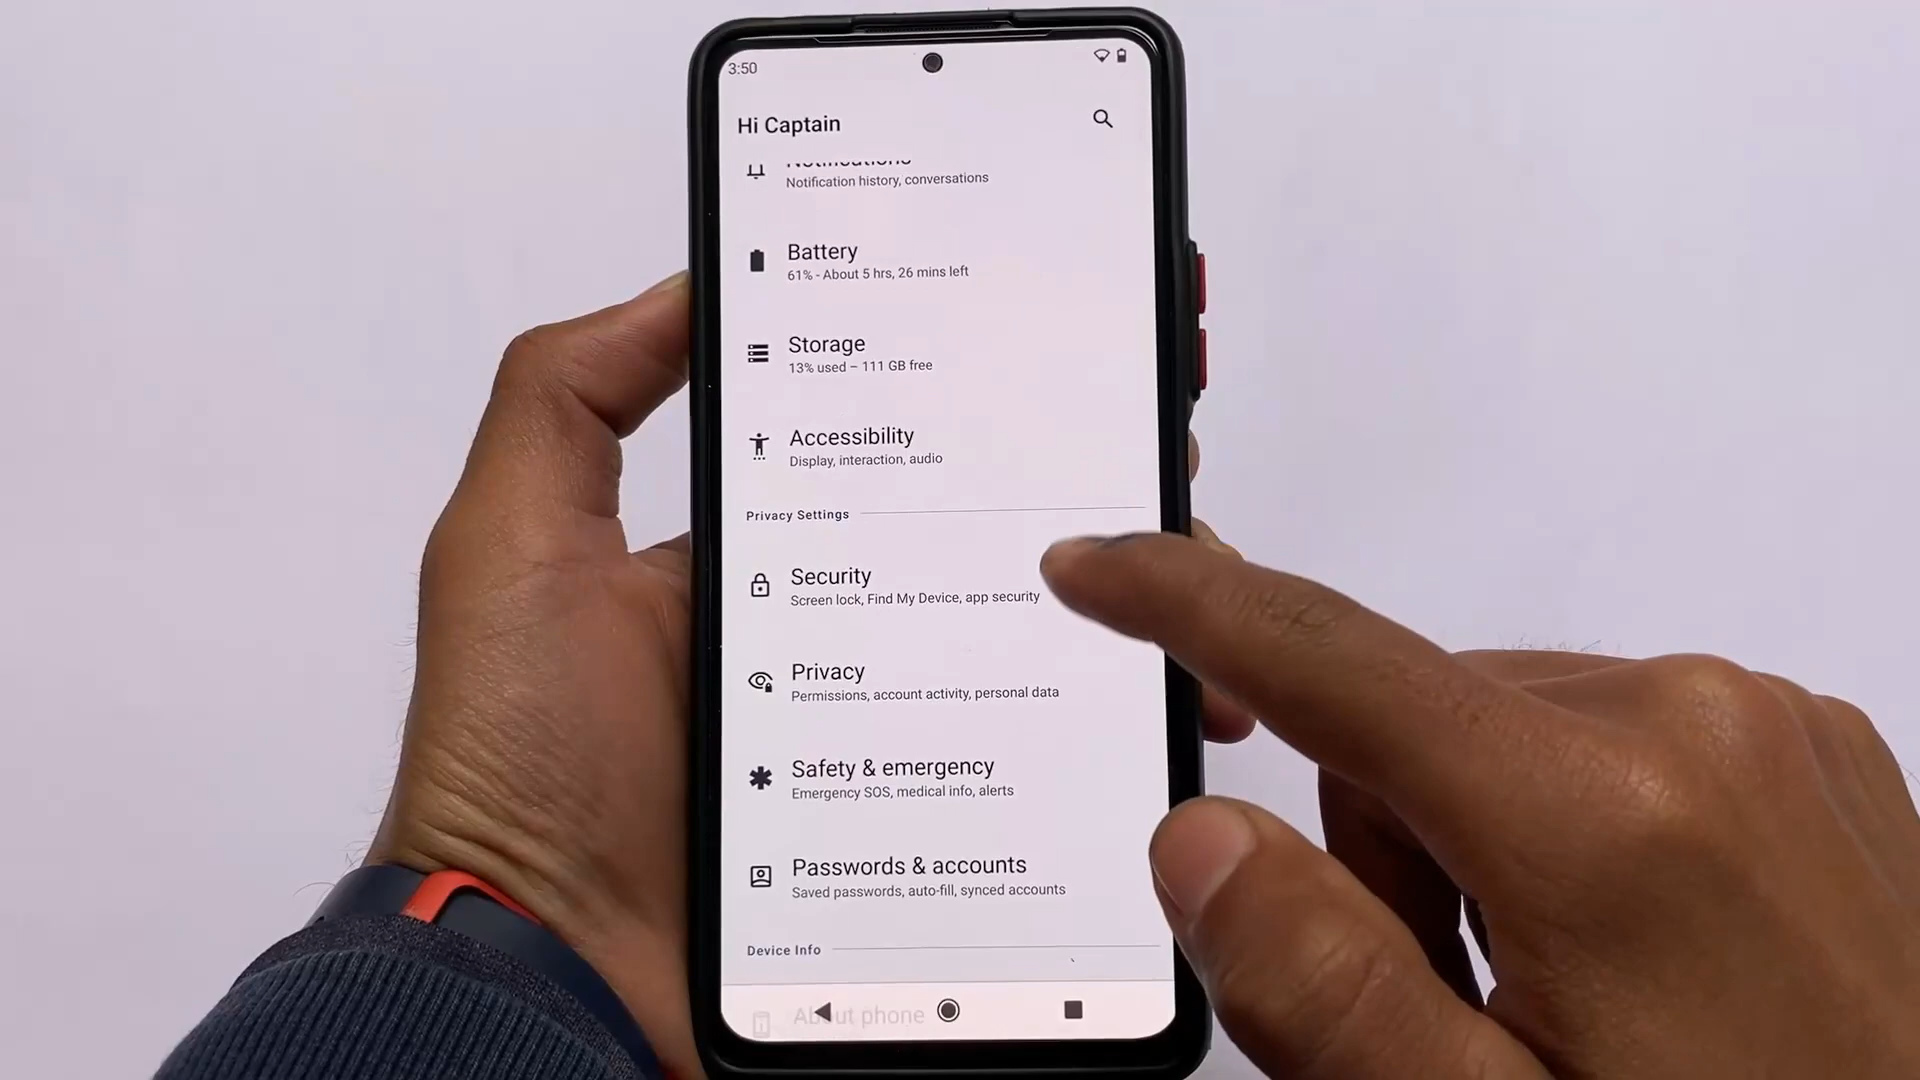 3:50
Hi Captain
Notifications
Notification history, conversations
Battery
61% - About 5 hrs, 26 mins left
Storage
13% used – 111 GB free
Accessibility
Display, interaction, audio
Privacy Settings
Security
Screen lock, Find My Device, app security
Privacy
Permissions, account activity, personal data
Safety & emergency
Emergency SOS, medical info, alerts
Passwords & accounts
Saved passwords, auto-fill, synced accounts
Device Info
About phone